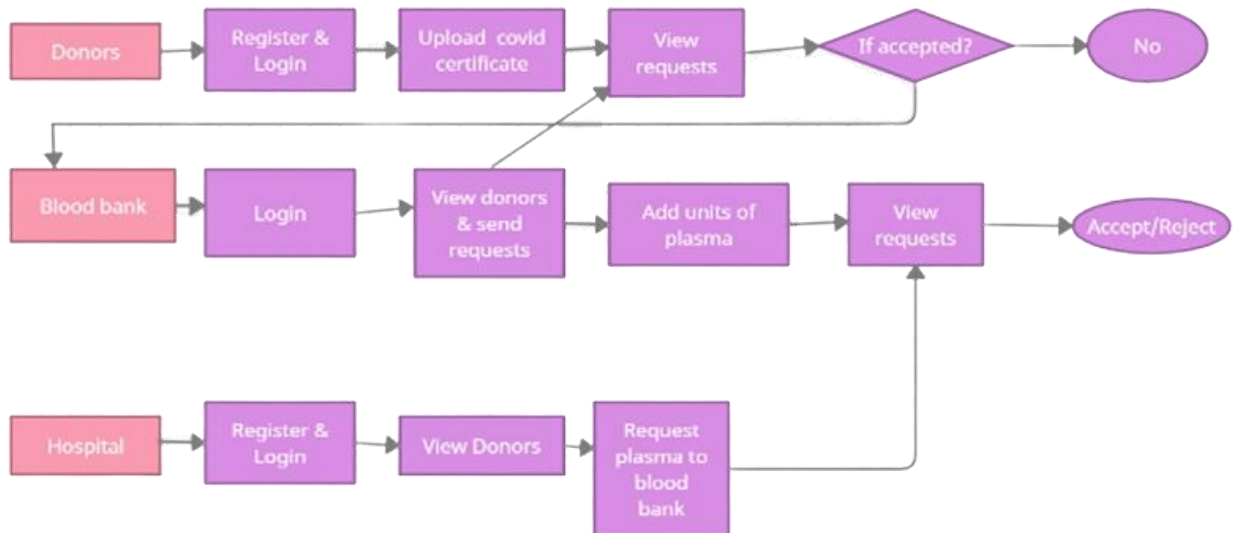 Donors
Register &
Login
Upload covid
certificate
View
requests
If accepted?
No
Blood bank
Login
View donors
& send
requests
Add units of
plasma
View
requests
Accept/Reject
Hospital
Register &
Login
View Donors
Request
plasma to
blood
bank